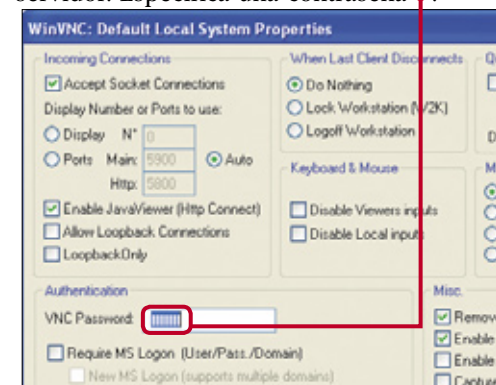 servidor. Especifica una contraseña
WinVNC: Default Local System Properties
Incoming Connections
Accept Socket Connections
Display Number or Ports to use:
Display N° 0
Ports Main: 5900 Auto
Http: 5800
Enable JavaViewer (Http Connect)
Allow Loopback Connections
LoopbackOnly
When Last Client Disconnects
Do Nothing
Lock Workstation (W2K)
Logoff Workstation
Keyboard & Mouse
Disable Viewers inputs
Disable Local inputs
Authentication
VNC Password:
Require MS Logon (User/Pass./Domain)
New MS Logon (supports multiple domains)
Misc.
Remov
Enable
Enable
Capture